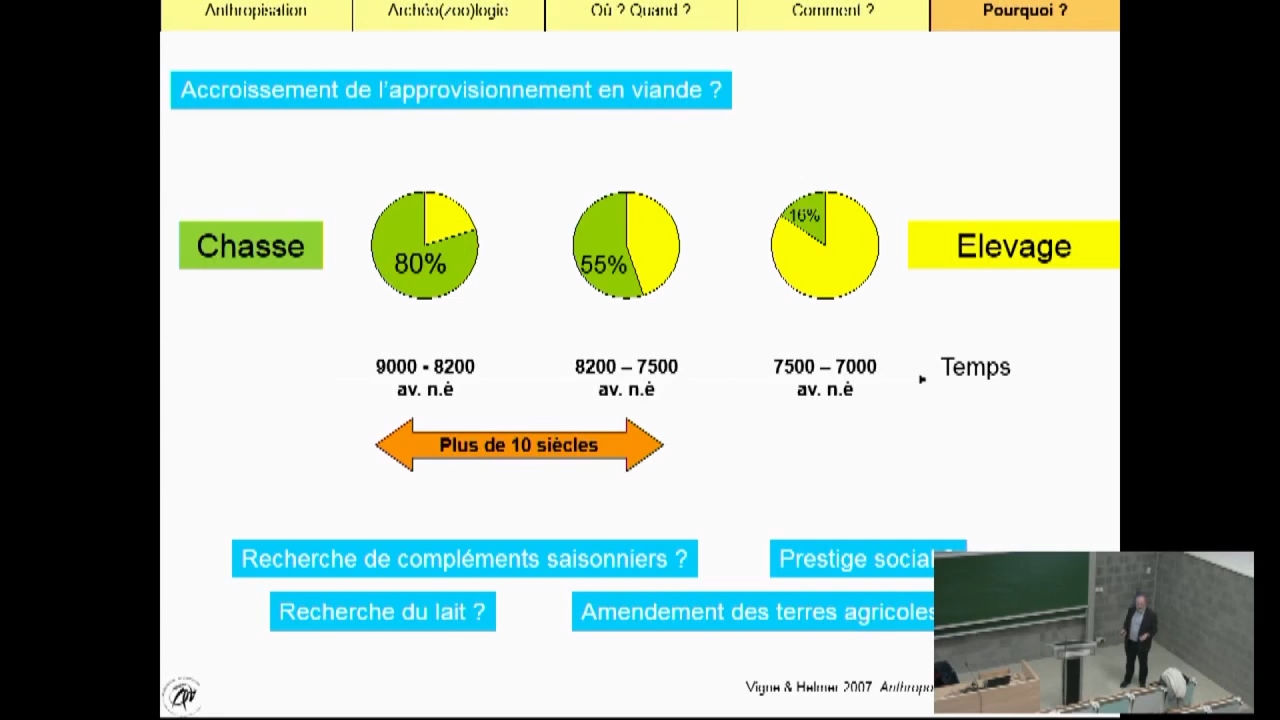 Anthropisation
Archéo(zoo)logie
Où ? Quand ?
Comment ?
Pourquoi ?
Accroissement de l'approvisionnement en viande ?
Chasse
80%
55%
16%
Elevage
9000 - 8200
av. n.è
8200 – 7500
av. n.è
7500 – 7000
av. n.è
Temps
Plus de 10 siècles
Recherche de compléments saisonniers ?
Prestige social
Recherche du lait ?
Amendement des terres agricoles
Vigne & Helmer 2007 Anthropo